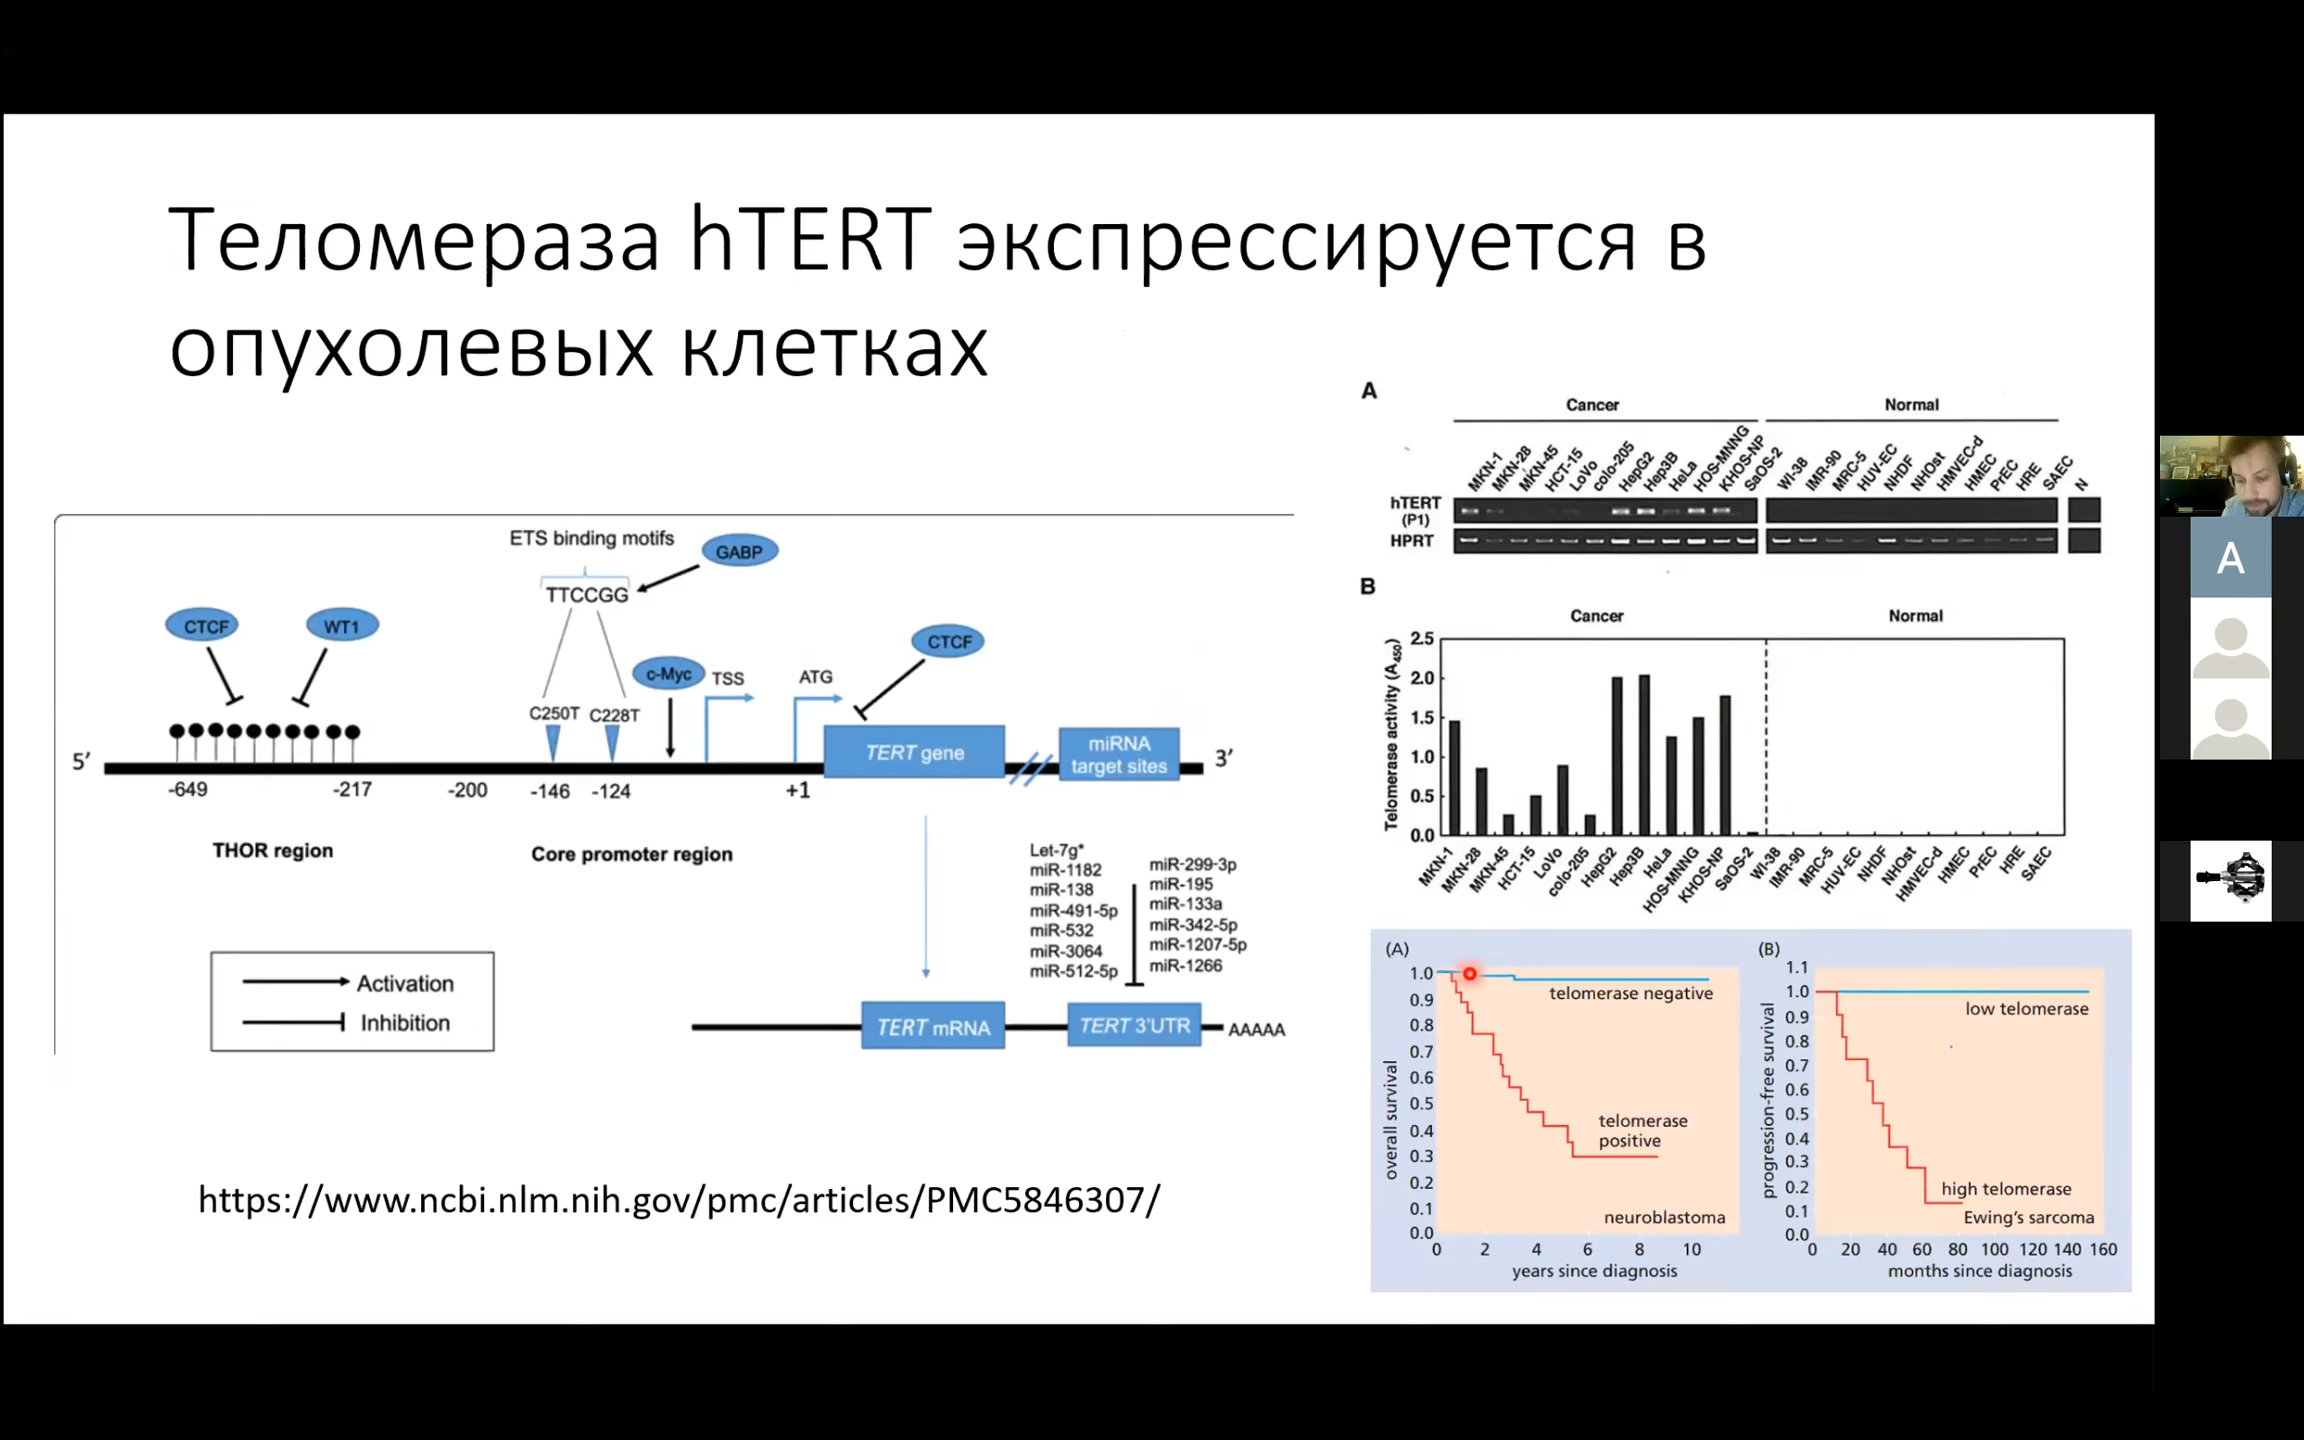 Теломераза hTERT экспрессируется в
опухолевых клетках
ETS binding motifs
GABP
TTCCGG
CTCF
WT1
CTCF
c-Myc
TSS
ATG
C250T
C228T
5′
TERT gene
miRNA
target sites
3′
-649
-217
-200
-146
-124
+1
THOR region
Core promoter region
Let-7g*
miR-1182
miR-138
miR-491-5p
miR-532
miR-3064
miR-512-5p
miR-299-3p
miR-195
miR-133a
miR-342-5p
miR-1207-5p
miR-1266
Activation
Inhibition
TERT mRNA
TERT 3′UTR
AAAAA
https://www.ncbi.nlm.nih.gov/pmc/articles/PMC5846307/
A
Cancer
Normal
MKN-1
MKN-28
MKN-45
HCT-15
LoVo
colo-205
HepG2
Hep3B
HeLa
HOS-MNNG
KHOS-NP
SaOS-2
WI-38
IMR-90
MRC-5
HUV-EC
NHDF
NHOst
HMVEC-d
HMEC
PrEC
HRE
SAEC
N
hTERT
(P1)
HPRT
B
Cancer
Normal
Telomerase activity (A450)
2.5
2.0
1.5
1.0
0.5
0.0
MKN-1
MKN-28
MKN-45
HCT-15
LoVo
colo-205
HepG2
Hep3B
HeLa
HOS-MNNG
KHOS-NP
SaOS-2
WI-38
IMR-90
MRC-5
HUV-EC
NHDF
NHOst
HMVEC-d
HMEC
PrEC
HRE
SAEC
(A)
overall survival
1.0
0.9
0.8
0.7
0.6
0.5
0.4
0.3
0.2
0.1
0.0
telomerase negative
telomerase
positive
neuroblastoma
0 2 4 6 8 10
years since diagnosis
(B)
progression-free survival
1.1
1.0
0.9
0.8
0.7
0.6
0.5
0.4
0.3
0.2
0.1
0.0
low telomerase
high telomerase
Ewing's sarcoma
0 20 40 60 80 100 120 140 160
months since diagnosis
A